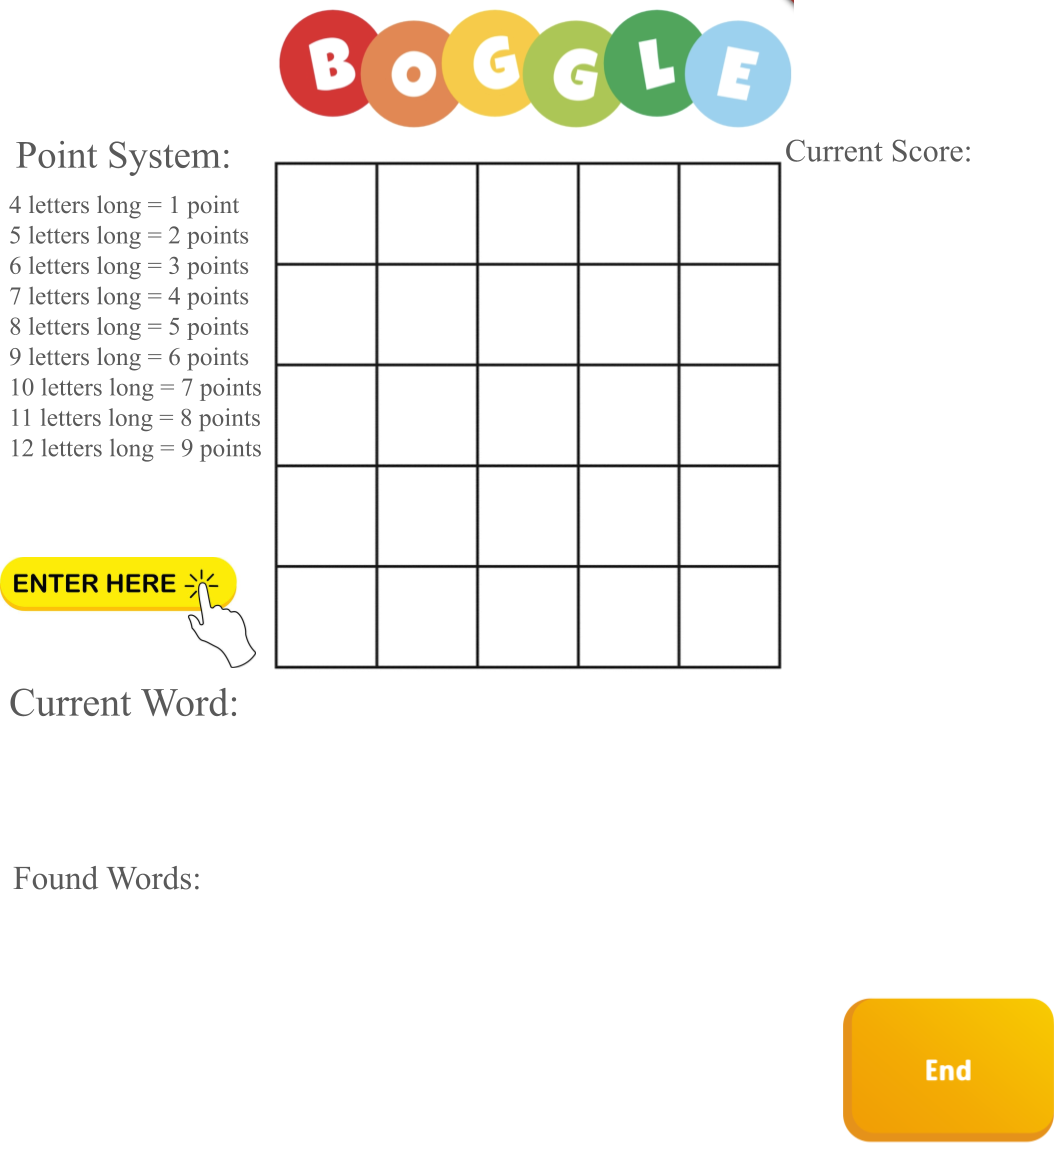 BOGGLE
Point System:
Current Score:
4 letters long = 1 point
5 letters long = 2 points
6 letters long = 3 points
7 letters long = 4 points
8 letters long = 5 points
9 letters long = 6 points
10 letters long = 7 points
11 letters long = 8 points
12 letters long = 9 points
ENTER HERE
Current Word:
Found Words:
End